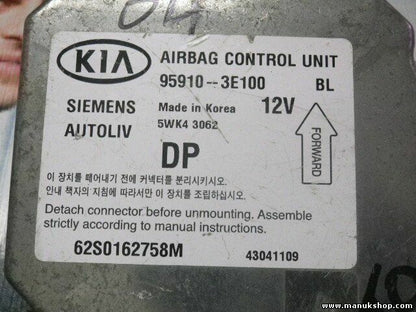 04
KIA AIRBAG CONTROL UNIT
95910--3E100 BL
SIEMENS Made in Korea 12V
AUTOLIV 5WK4 3062
FORWARD
DP
이 장치를 떼어내기 전에 커넥터를 분리시키시오.
안내 책자의 지침에 따라서만 이 장치를 조립하십시오.
Detach connector before unmounting. Assemble
strictly according to manual instructions.
62S0162758M 43041109
www.manukshop.com